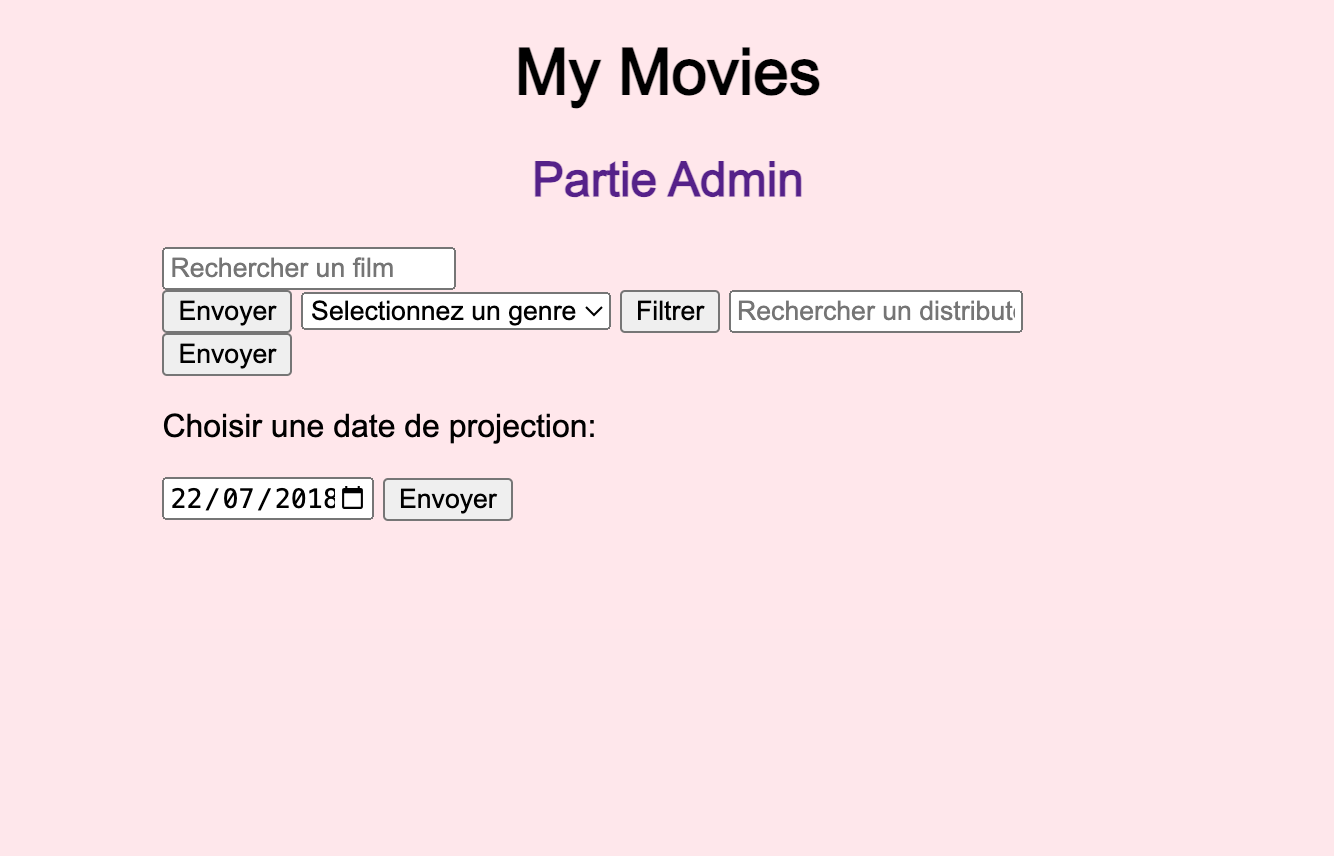 My Movies
Partie Admin
Rechercher un film
Envoyer Selectionnez un genre Filtrer Rechercher un distribut
Envoyer
Choisir une date de projection:
22/07/2018 Envoyer